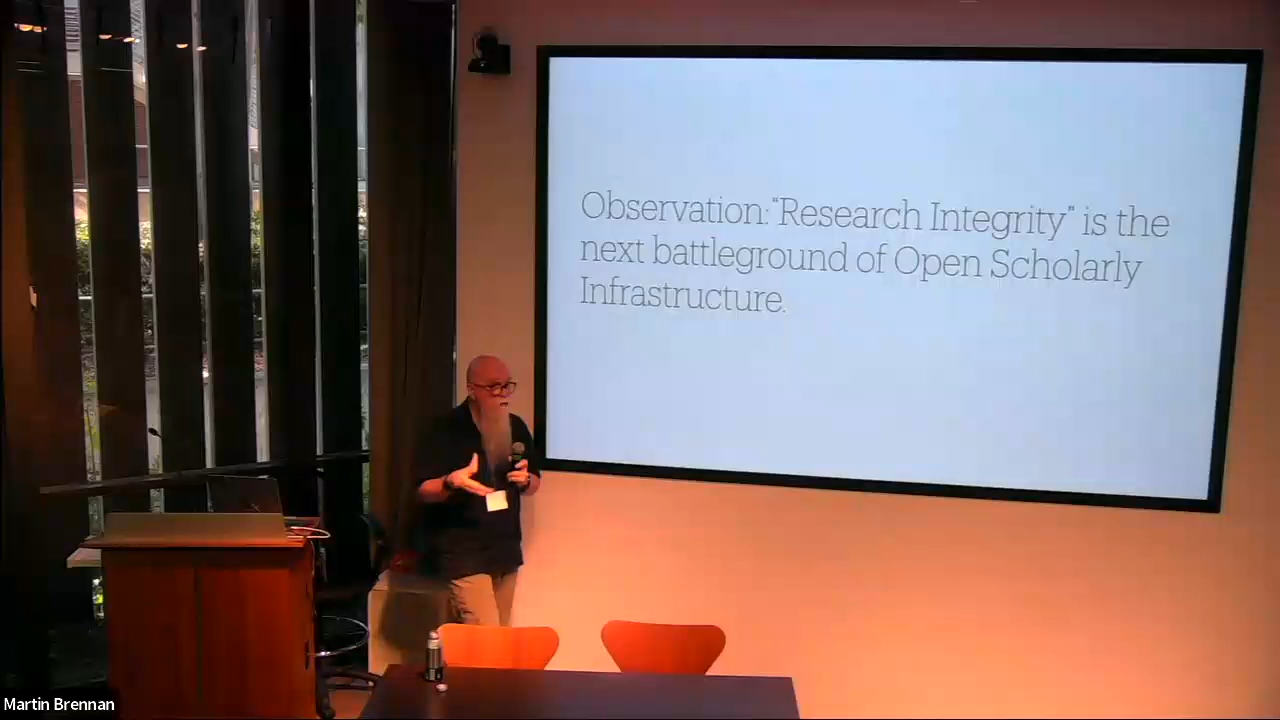 Observation: "Research Integrity" is the
next battleground of Open Scholarly
Infrastructure.
Martin Brennan